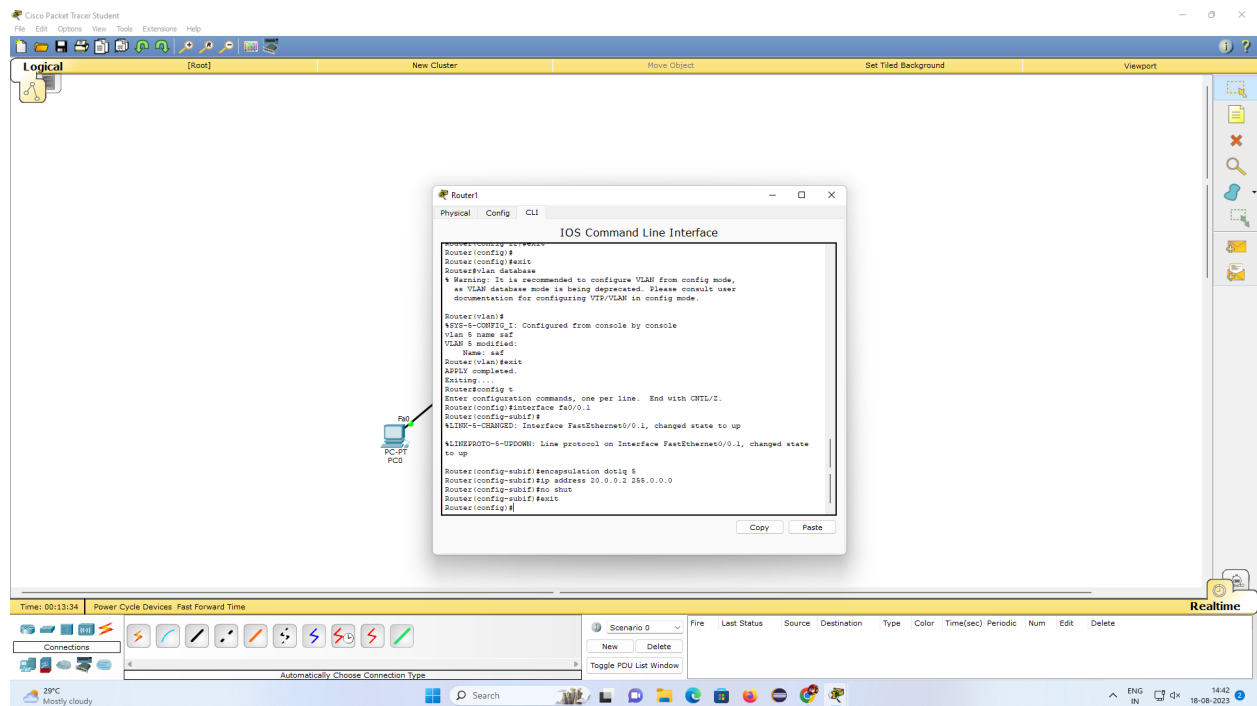 Cisco Packet Tracer Student
File Edit Options View Tools Extensions Help
Logical [Root] New Cluster Move Object Set Tiled Background Viewport
Router1
Physical Config CLI
IOS Command Line Interface
Router(config-if)#exit
Router(config)#
Router(config)#exit
Router#vlan database
% Warning: It is recommended to configure VLAN from config mode,
as VLAN database mode is being deprecated. Please consult user
documentation for configuring VTP/VLAN in config mode.
Router(vlan)#
%SYS-5-CONFIG_I: Configured from console by console
vlan 5 name saf
VLAN 5 modified:
Name: saf
Router(vlan)#exit
APPLY completed.
Exiting....
Router#config t
Enter configuration commands, one per line. End with CNTL/Z.
Router(config)#interface fa0/0.1
Router(config-subif)#
%LINK-5-CHANGED: Interface FastEthernet0/0.1, changed state to up
%LINEPROTO-5-UPDOWN: Line protocol on Interface FastEthernet0/0.1, changed state
to up
Router(config-subif)#encapsulation dot1q 5
Router(config-subif)#ip address 20.0.0.2 255.0.0.0
Router(config-subif)#no shut
Router(config-subif)#exit
Router(config)#
Copy Paste
Fa0
PC-PT
PC0
Time: 00:13:34 Power Cycle Devices Fast Forward Time
Realtime
Connections
Automatically Choose Connection Type
Scenario 0
New Delete
Toggle PDU List Window
Fire Last Status Source Destination Type Color Time(sec) Periodic Num Edit Delete
29°C
Mostly cloudy
Search
ENG
IN
14:42
18-08-2023
2